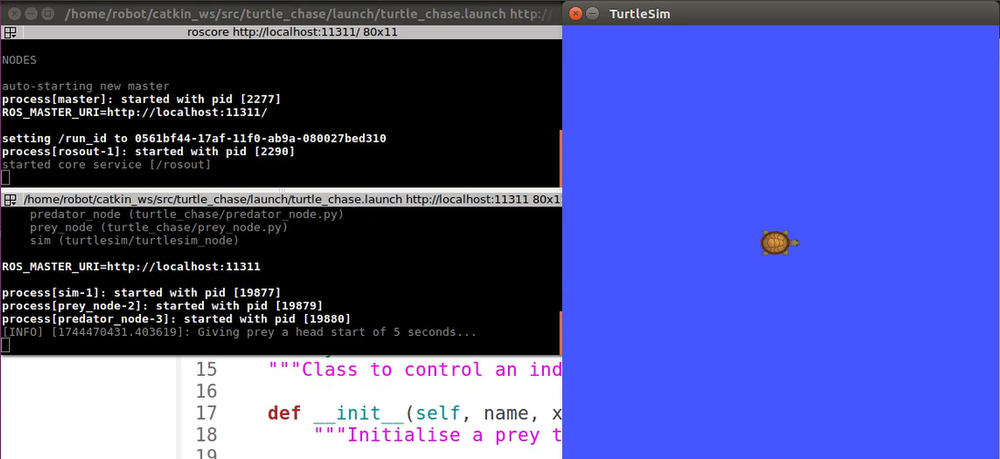 /home/robot/catkin_ws/src/turtle_chase/launch/turtle_chase.launch http://
roscore http://localhost:11311/ 80x11
NODES
auto-starting new master
process[master]: started with pid [2277]
ROS_MASTER_URI=http://localhost:11311/
setting /run_id to 0561bf44-17af-11f0-ab9a-080027bed310
process[rosout-1]: started with pid [2290]
started core service [/rosout]
/home/robot/catkin_ws/src/turtle_chase/launch/turtle_chase.launch http://localhost:11311 80x1
predator_node (turtle_chase/predator_node.py)
prey_node (turtle_chase/prey_node.py)
sim (turtlesim/turtlesim_node)
ROS_MASTER_URI=http://localhost:11311
process[sim-1]: started with pid [19877]
process[prey_node-2]: started with pid [19879]
process[predator_node-3]: started with pid [19880]
[INFO] [1744470431.403619]: Giving prey a head start of 5 seconds...
15 """Class to control an ind
16
17 def __init__(self, name, x
18 """Initialise a prey t
19
TurtleSim